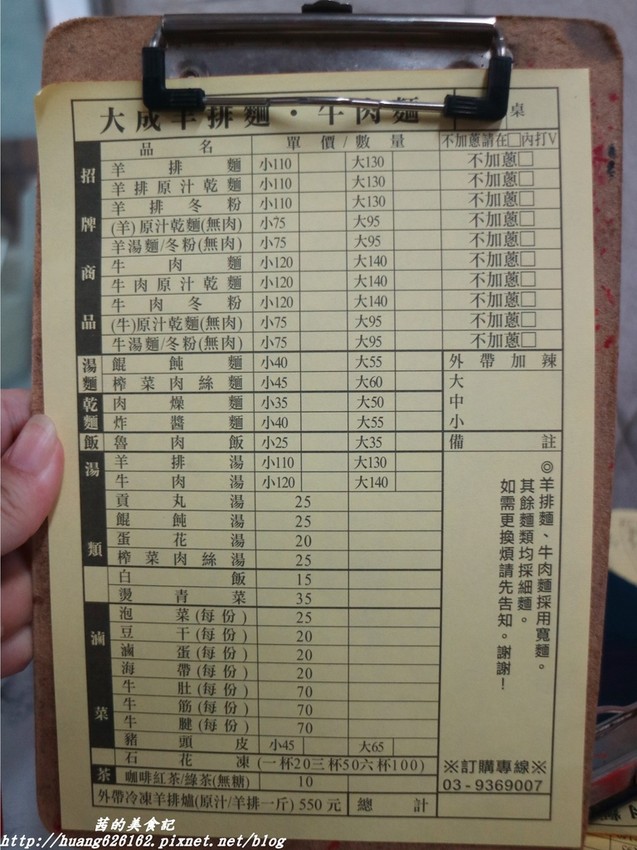 大成羊排麵・牛肉麵 桌
品名 單價/數量 不加蔥請在□內打V
招牌商品
羊排麵 小110 大130 不加蔥□
羊排原汁乾麵 小110 大130 不加蔥□
羊排冬粉 小110 大130 不加蔥□
(羊)原汁乾麵(無肉) 小75 大95 不加蔥□
羊湯麵/冬粉(無肉) 小75 大95 不加蔥□
牛肉麵 小120 大140 不加蔥□
牛肉原汁乾麵 小120 大140 不加蔥□
牛肉冬粉 小120 大140 不加蔥□
(牛)原汁乾麵(無肉) 小75 大95 不加蔥□
牛湯麵/冬粉(無肉) 小75 大95 不加蔥□
湯麵
餛飩麵 小40 大55
榨菜肉絲麵 小45 大60
乾麵
肉燥麵 小35 大50
炸醬麵 小40 大55
飯 魯肉飯 小25 大35
湯類
羊排湯 小110 大130
牛肉湯 小120 大140
貢丸湯 25
餛飩湯 25
蛋花湯 20
榨菜肉絲湯 25
白飯 15
燙青菜 35
滷菜
泡菜(每份) 25
豆干(每份) 20
滷蛋(每份) 20
海帶(每份) 20
牛肚(每份) 70
牛筋(每份) 70
牛腱(每份) 70
豬頭皮 小45 大65
石花凍 (一杯20三杯50六杯100)
茶 咖啡紅茶/綠茶(無糖) 10
外帶冷凍羊排爐(原汁/羊排一斤) 550元 總計
外帶加辣
大
中
小
備註
◎羊排麵、牛肉麵採用寬麵。
其餘麵類均採細麵。
如需更換煩請先告知。謝謝！
※訂購專線※
03-9369007
茜的美食記
http://huang626162.pixnet.net/blog